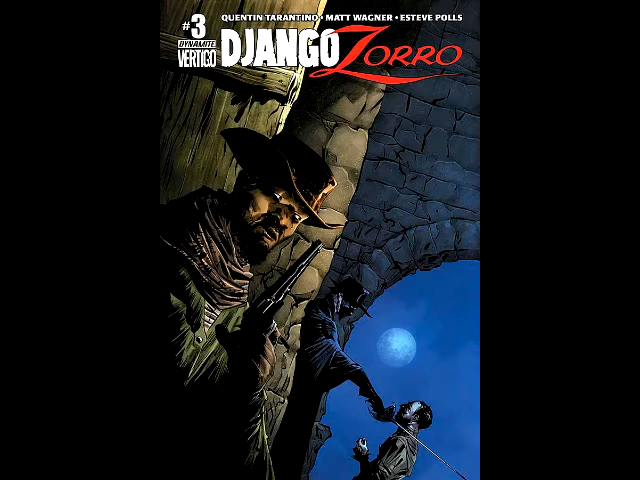 #3
DYNAMITE
VERTIGO
QUENTIN TARANTINO • MATT WAGNER • ESTEVE POLLS
DJANGO
ZORRO